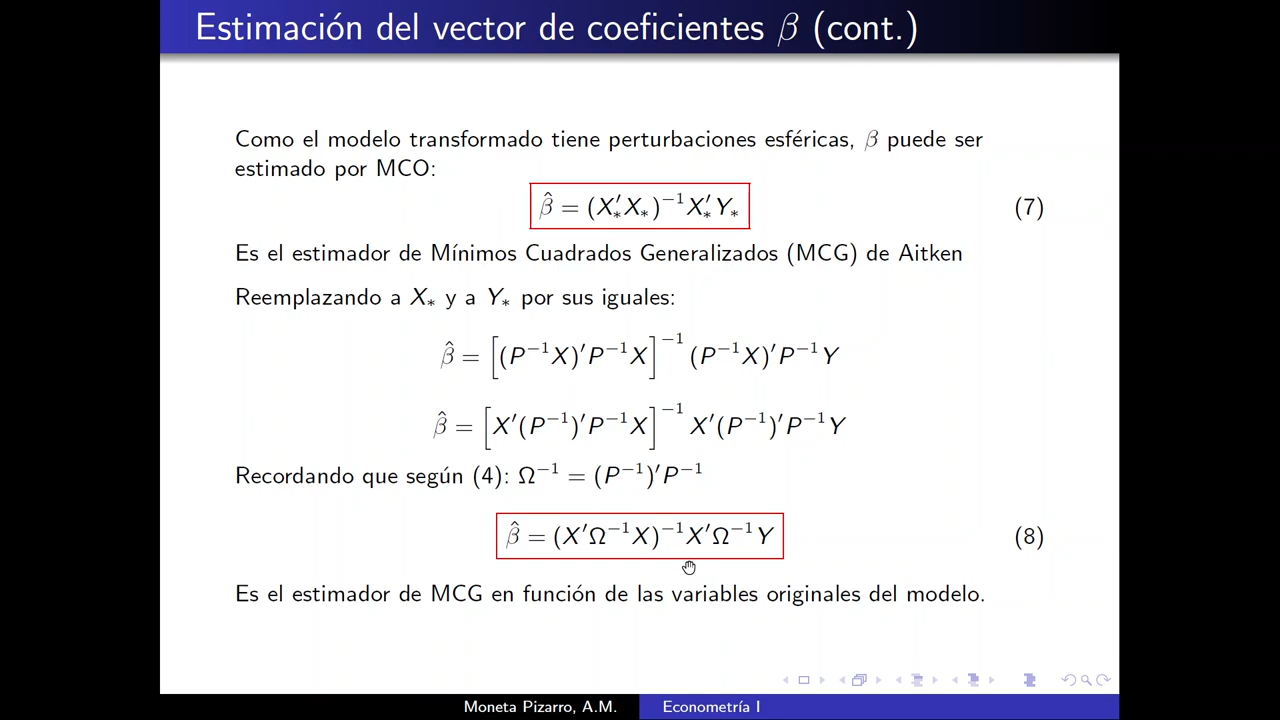 Estimación del vector de coeficientes β (cont.)
Como el modelo transformado tiene perturbaciones esféricas, β puede ser
estimado por MCO:
β̂ = (X′∗X∗)⁻¹X′∗Y∗ (7)
Es el estimador de Mínimos Cuadrados Generalizados (MCG) de Aitken
Reemplazando a X∗ y a Y∗ por sus iguales:
β̂ = [(P⁻¹X)′P⁻¹X]⁻¹ (P⁻¹X)′P⁻¹Y
β̂ = [X′(P⁻¹)′P⁻¹X]⁻¹ X′(P⁻¹)′P⁻¹Y
Recordando que según (4): Ω⁻¹ = (P⁻¹)′P⁻¹
β̂ = (X′Ω⁻¹X)⁻¹X′Ω⁻¹Y (8)
Es el estimador de MCG en función de las variables originales del modelo.
Moneta Pizarro, A.M. Econometría I